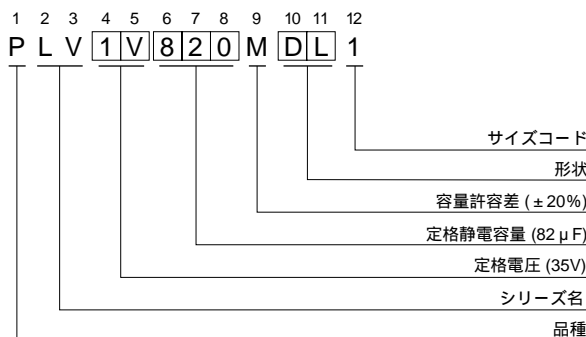 1 2 3 4 5 6 7 8 9 10 11 12
P L V 1 V 8 2 0 M D L 1
サイズコード
形状
容量許容差 (±20%)
定格静電容量 (82μF)
定格電圧 (35V)
シリーズ名
品種